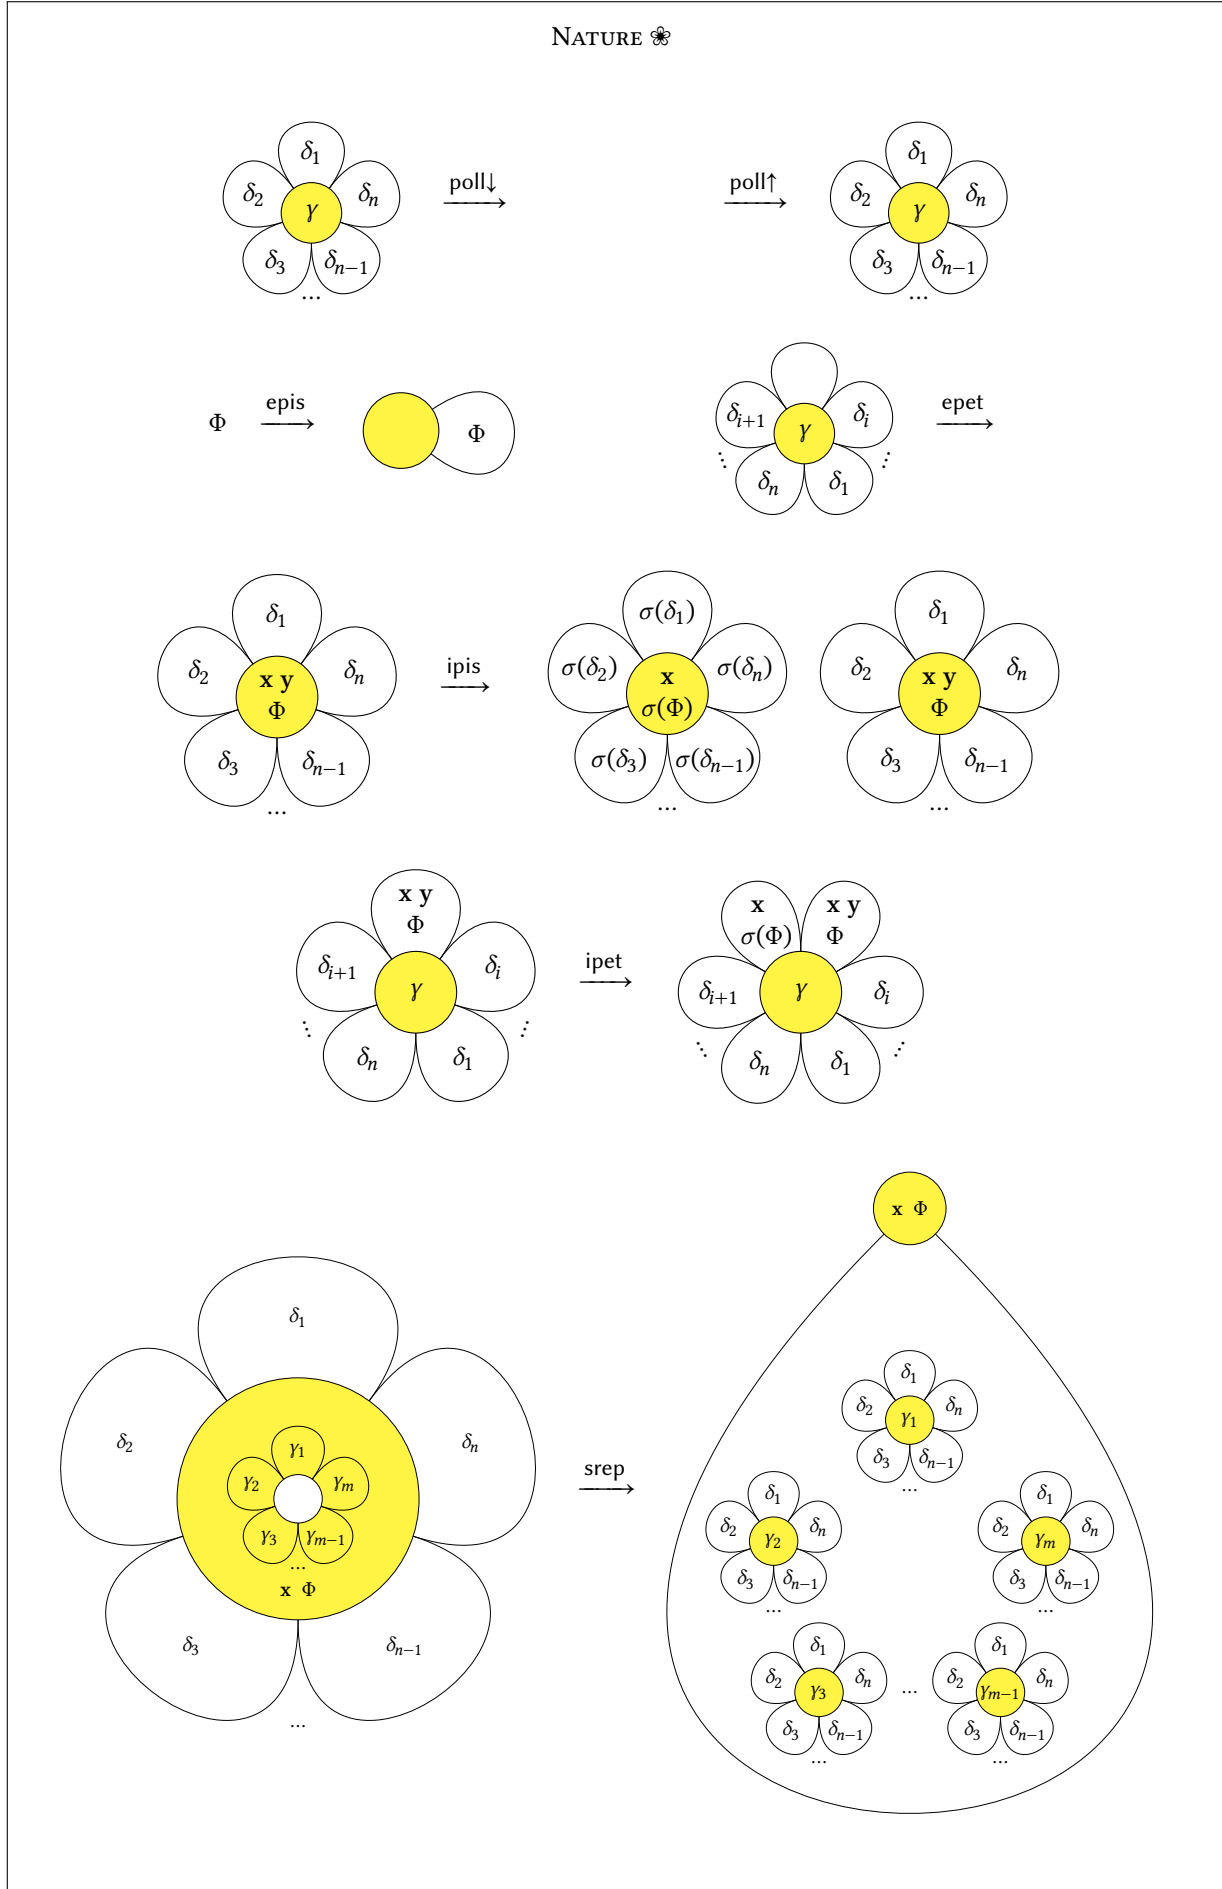 NATURE ❀
δ1 δ1
δ2 γ δn poll↓ poll↑ δ2 γ δn
δ3 δn−1 δ3 δn−1
... ...
Φ epis Φ δi+1 γ δi epet
⋮ δn δ1 ⋮
δ1 σ(δ1) δ1
δ2 x y δn ipis σ(δ2) x σ(δn) δ2 x y δn
Φ σ(Φ) Φ
δ3 δn−1 σ(δ3) σ(δn−1) δ3 δn−1
... ... ...
x y x x y
Φ σ(Φ) Φ
δi+1 γ δi ipet δi+1 γ δi
⋮ δn δ1 ⋮ ⋮ δn δ1 ⋮
x Φ
δ1
δ2 δn
γ1
γ2 γm
γ3 γm−1
...
x Φ
δ3 δn−1
...
srep
δ1
δ2 γ1 δn
δ3 δn−1
...
δ1 δ1
δ2 γ2 δn δ2 γm δn
δ3 δn−1 δ3 δn−1
... ...
δ1 δ1
δ2 γ3 δn ... δ2 γm−1 δn
δ3 δn−1 δ3 δn−1
... ...